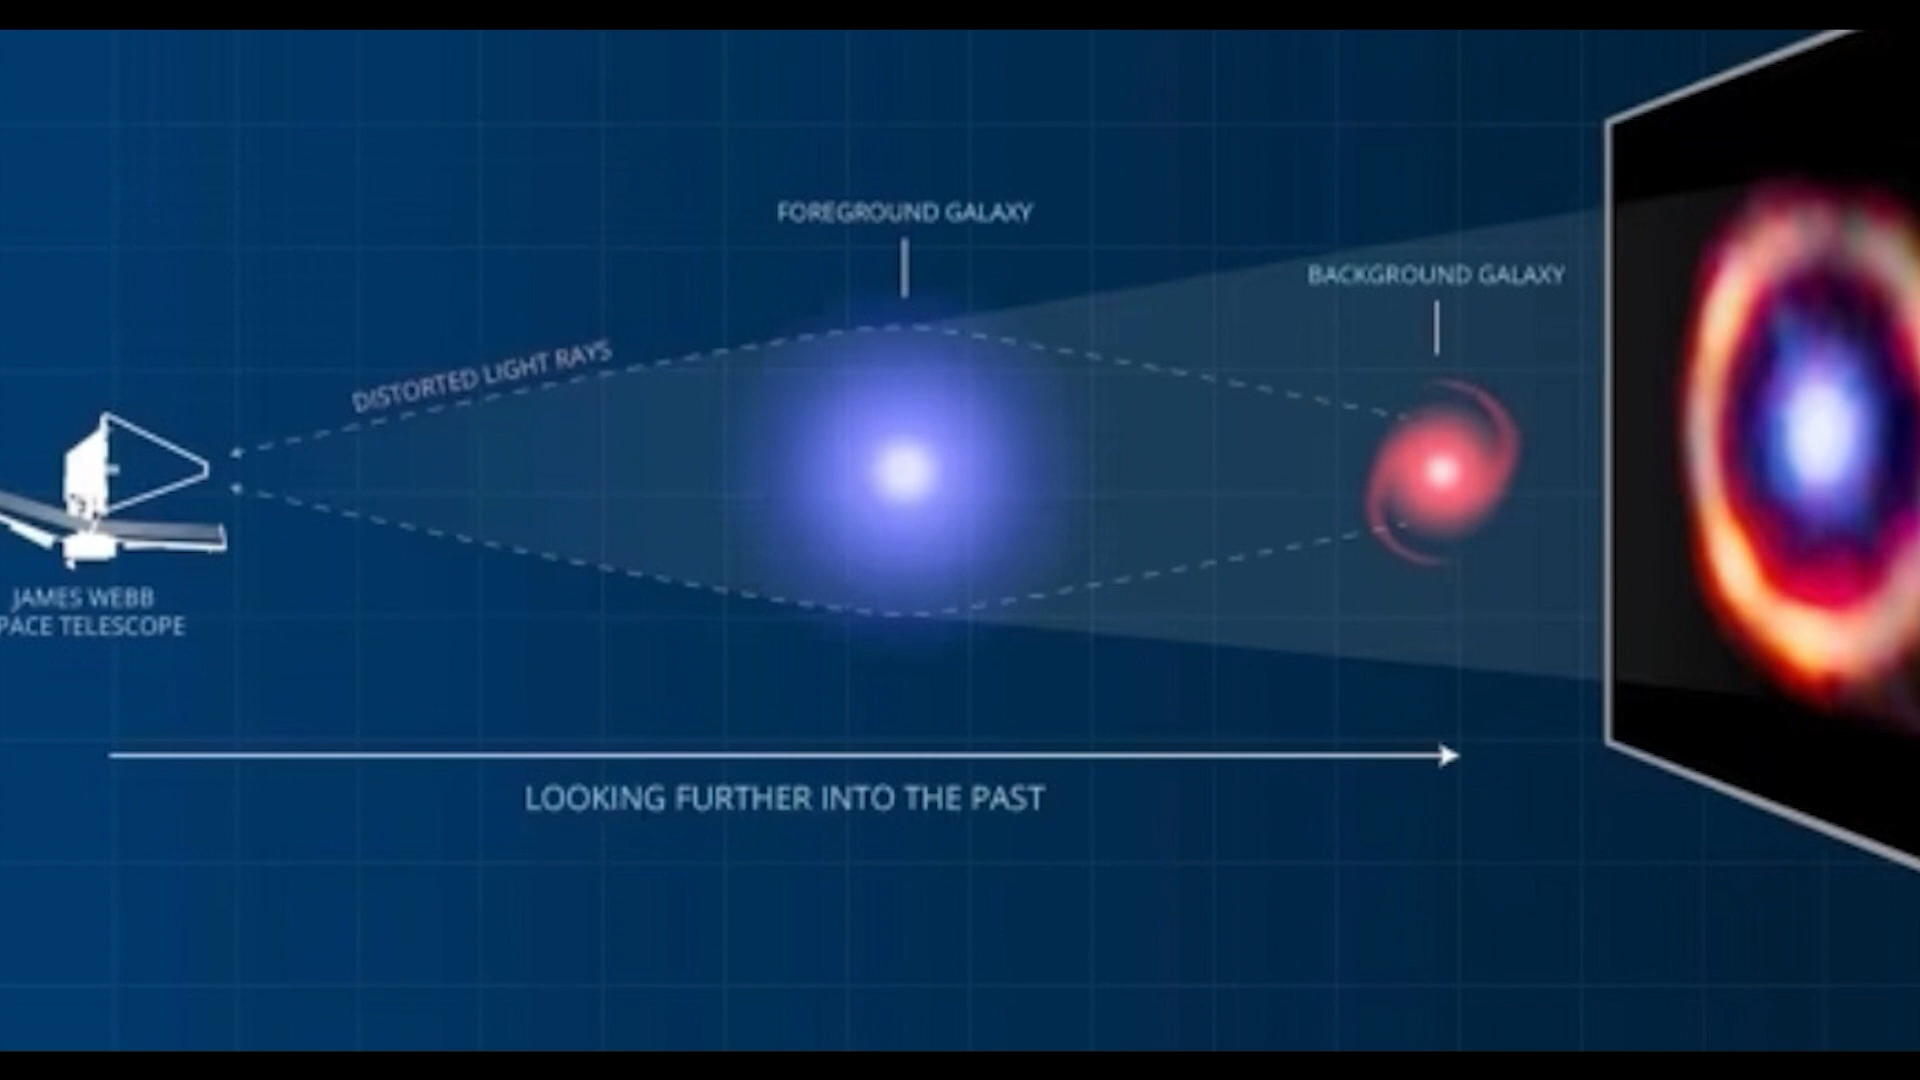 FOREGROUND GALAXY
BACKGROUND GALAXY
DISTORTED LIGHT RAYS
JAMES WEBB
PACE TELESCOPE
LOOKING FURTHER INTO THE PAST